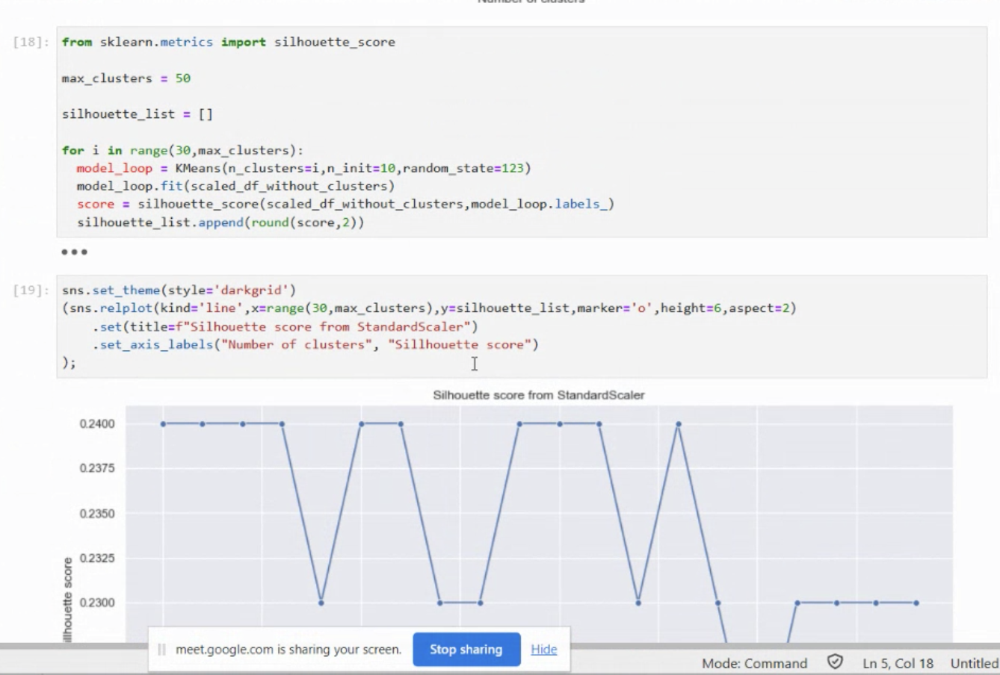 Number of clusters
[18]:
from sklearn.metrics import silhouette_score
max_clusters = 50
silhouette_list = []
for i in range(30,max_clusters):
model_loop = KMeans(n_clusters=i,n_init=10,random_state=123)
model_loop.fit(scaled_df_without_clusters)
score = silhouette_score(scaled_df_without_clusters,model_loop.labels_)
silhouette_list.append(round(score,2))
[19]:
sns.set_theme(style='darkgrid')
(sns.relplot(kind='line',x=range(30,max_clusters),y=silhouette_list,marker='o',height=6,aspect=2)
.set(title=f"Silhouette score from StandardScaler")
.set_axis_labels("Number of clusters", "Sillhouette score")
);
Silhouette score from StandardScaler
0.2400
0.2375
0.2350
0.2325
0.2300
llhouette score
meet.google.com is sharing your screen.
Stop sharing
Hide
Mode: Command
Ln 5, Col 18
Untitled